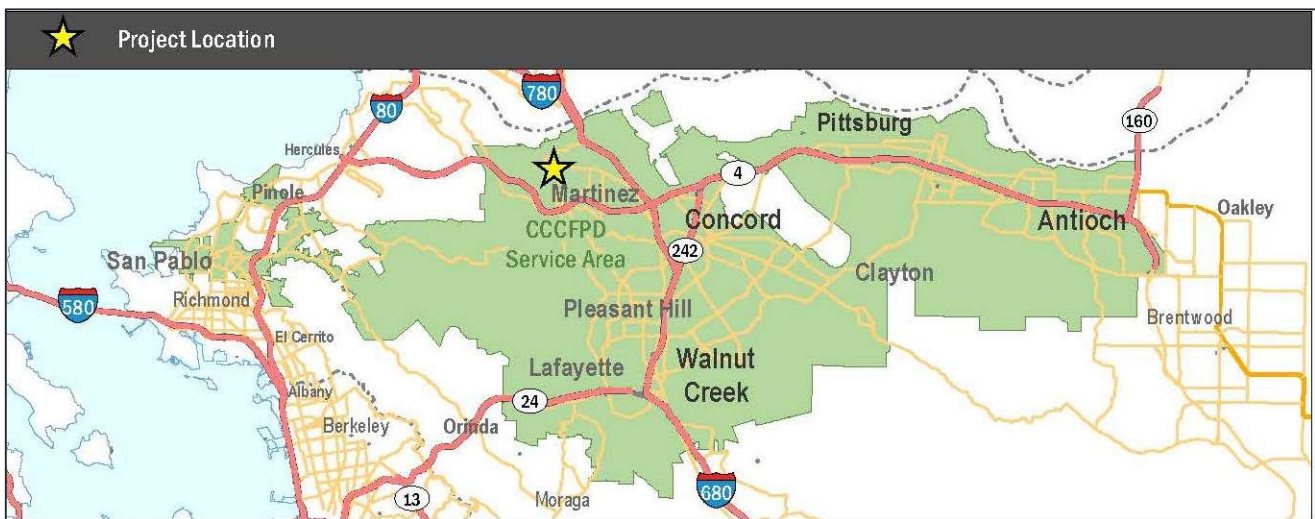 Project Location
780
80
160
Pittsburg
Hercules
4
Martinez
Pinole
Oakley
Concord
Antioch
CCCFPD
Service Area
242
San Pablo
Clayton
Richmond
580
Pleasant Hill
Brentwood
El Cerrito
Walnut
Creek
Lafayette
Albany
24
Berkeley
Orinda
680
13
Moraga